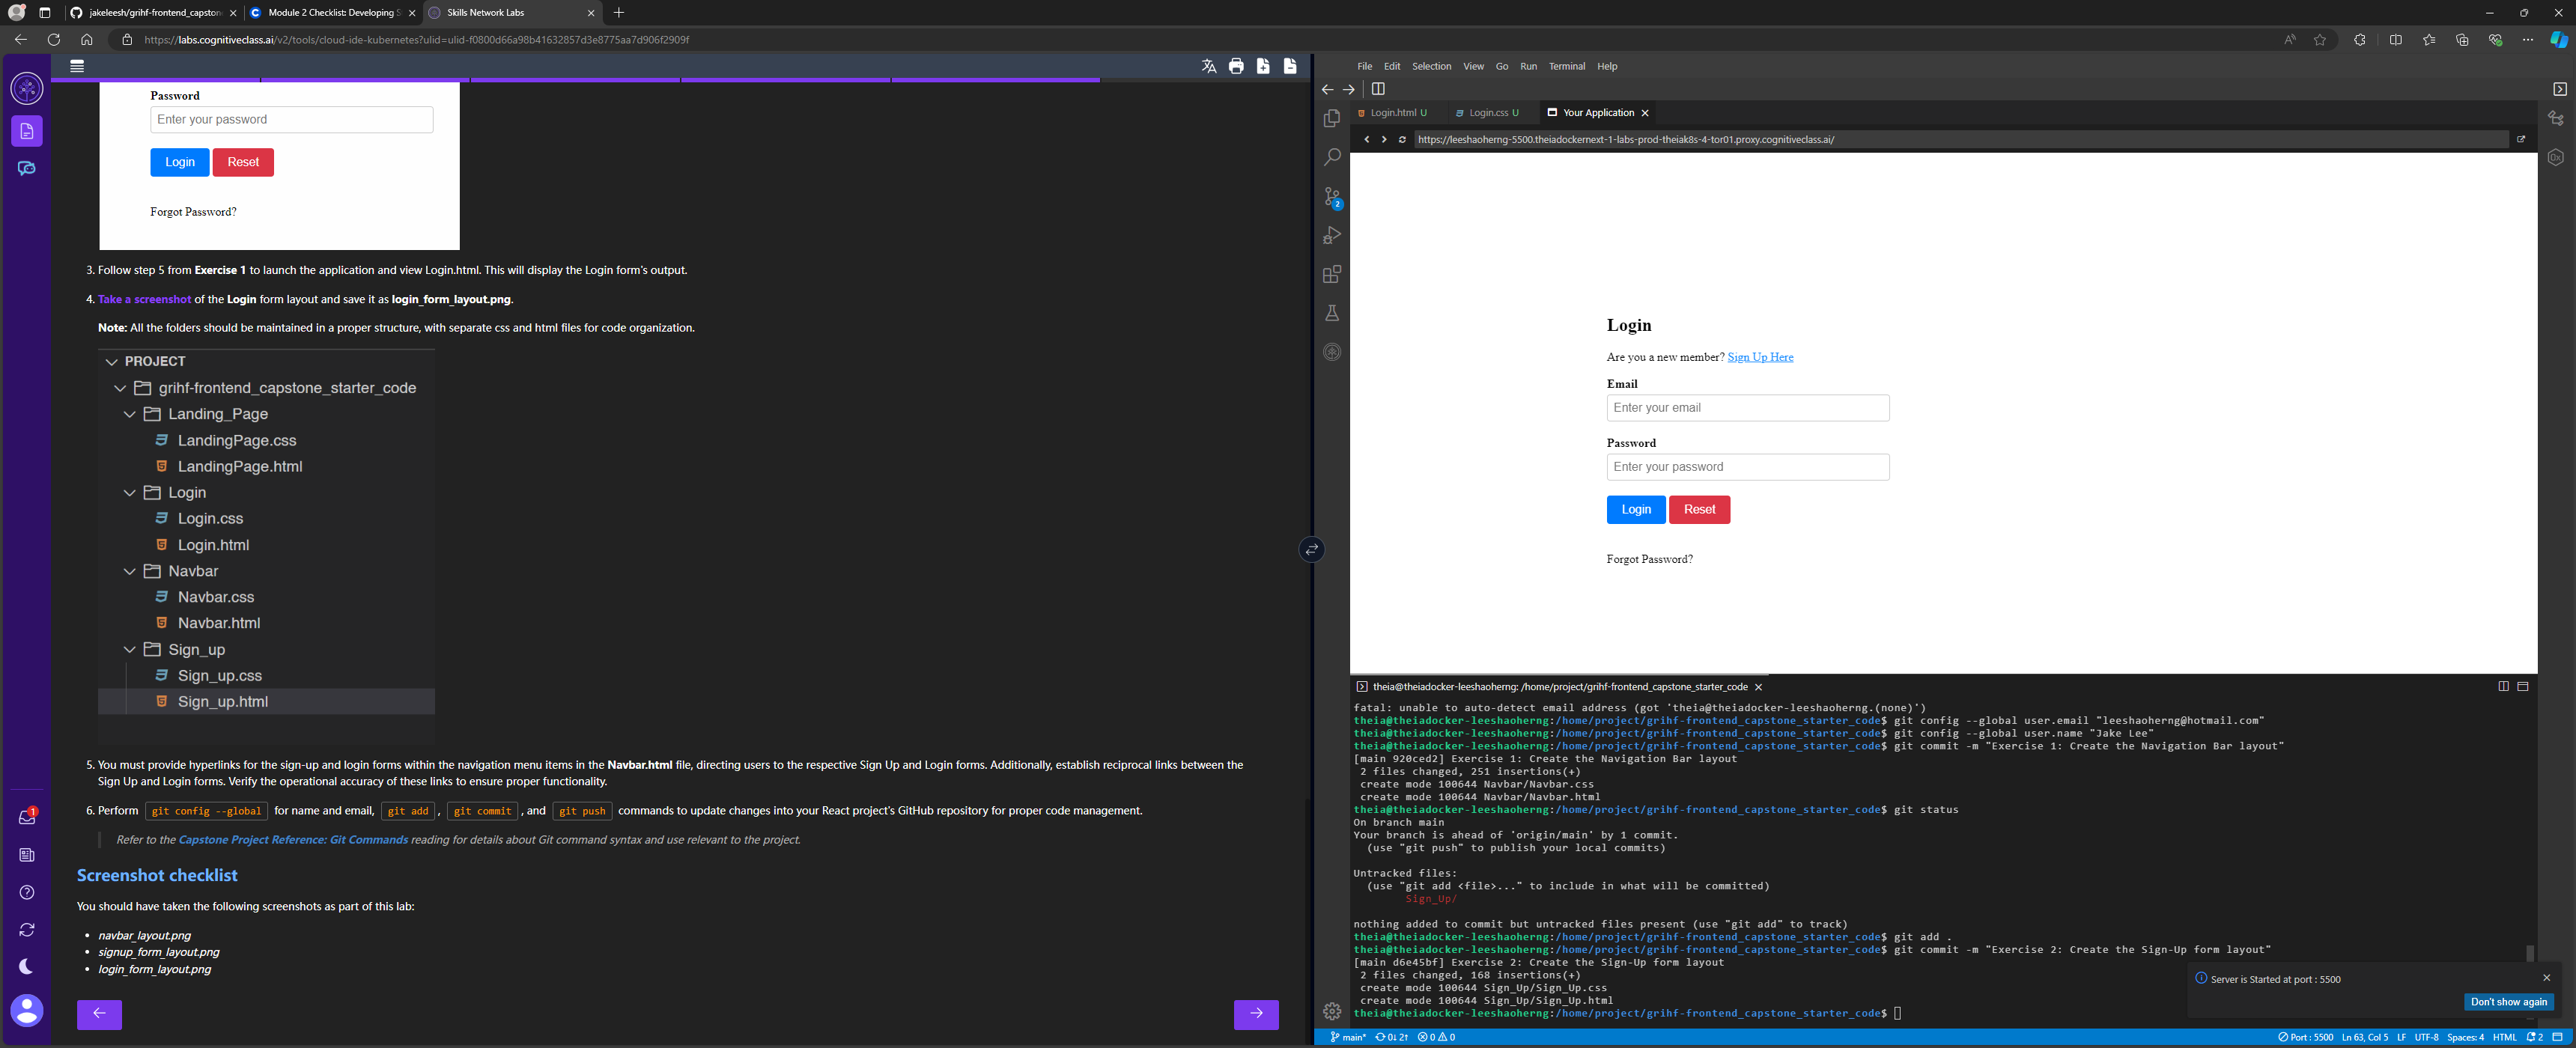 jakeleesh/grihf-frontend_capston
Module 2 Checklist: Developing S
Skills Network Labs
https://labs.cognitiveclass.ai/v2/tools/cloud-ide-kubernetes?ulid=ulid-f0800d66a98b41632857d3e8775aa7d906f2909f
Password
Enter your password
Login
Reset
Forgot Password?
3. Follow step 5 from Exercise 1 to launch the application and view Login.html. This will display the Login form's output.
4. Take a screenshot of the Login form layout and save it as login_form_layout.png.
Note: All the folders should be maintained in a proper structure, with separate css and html files for code organization.
PROJECT
grihf-frontend_capstone_starter_code
Landing_Page
LandingPage.css
LandingPage.html
Login
Login.css
Login.html
Navbar
Navbar.css
Navbar.html
Sign_up
Sign_up.css
Sign_up.html
5. You must provide hyperlinks for the sign-up and login forms within the navigation menu items in the Navbar.html file, directing users to the respective Sign Up and Login forms. Additionally, establish reciprocal links between the
Sign Up and Login forms. Verify the operational accuracy of these links to ensure proper functionality.
6. Perform git config --global for name and email, git add , git commit , and git push commands to update changes into your React project's GitHub repository for proper code management.
Refer to the Capstone Project Reference: Git Commands reading for details about Git command syntax and use relevant to the project.
Screenshot checklist
You should have taken the following screenshots as part of this lab:
• navbar_layout.png
• signup_form_layout.png
• login_form_layout.png
1
File Edit Selection View Go Run Terminal Help
Login.html U
Login.css U
Your Application
https://leeshaoherng-5500.theiadockernext-1-labs-prod-theiak8s-4-tor01.proxy.cognitiveclass.ai/
2
Login
Are you a new member? Sign Up Here
Email
Enter your email
Password
Enter your password
Login
Reset
Forgot Password?
theia@theiadocker-leeshaoherng: /home/project/grihf-frontend_capstone_starter_code
fatal: unable to auto-detect email address (got 'theia@theiadocker-leeshaoherng.(none)')
theia@theiadocker-leeshaoherng:/home/project/grihf-frontend_capstone_starter_code$ git config --global user.email "leeshaoherng@hotmail.com"
theia@theiadocker-leeshaoherng:/home/project/grihf-frontend_capstone_starter_code$ git config --global user.name "Jake Lee"
theia@theiadocker-leeshaoherng:/home/project/grihf-frontend_capstone_starter_code$ git commit -m "Exercise 1: Create the Navigation Bar layout"
[main 920ced2] Exercise 1: Create the Navigation Bar layout
2 files changed, 251 insertions(+)
create mode 100644 Navbar/Navbar.css
create mode 100644 Navbar/Navbar.html
theia@theiadocker-leeshaoherng:/home/project/grihf-frontend_capstone_starter_code$ git status
On branch main
Your branch is ahead of 'origin/main' by 1 commit.
(use "git push" to publish your local commits)
Untracked files:
(use "git add <file>..." to include in what will be committed)
Sign_Up/
nothing added to commit but untracked files present (use "git add" to track)
theia@theiadocker-leeshaoherng:/home/project/grihf-frontend_capstone_starter_code$ git add .
theia@theiadocker-leeshaoherng:/home/project/grihf-frontend_capstone_starter_code$ git commit -m "Exercise 2: Create the Sign-Up form layout"
[main d6e45bf] Exercise 2: Create the Sign-Up form layout
2 files changed, 168 insertions(+)
create mode 100644 Sign_Up/Sign_Up.css
create mode 100644 Sign_Up/Sign_Up.html
theia@theiadocker-leeshaoherng:/home/project/grihf-frontend_capstone_starter_code$
Server is Started at port : 5500
Don't show again
main* 0↓ 2↑ 0 0
Port : 5500 Ln 63, Col 5 LF UTF-8 Spaces: 4 HTML 2